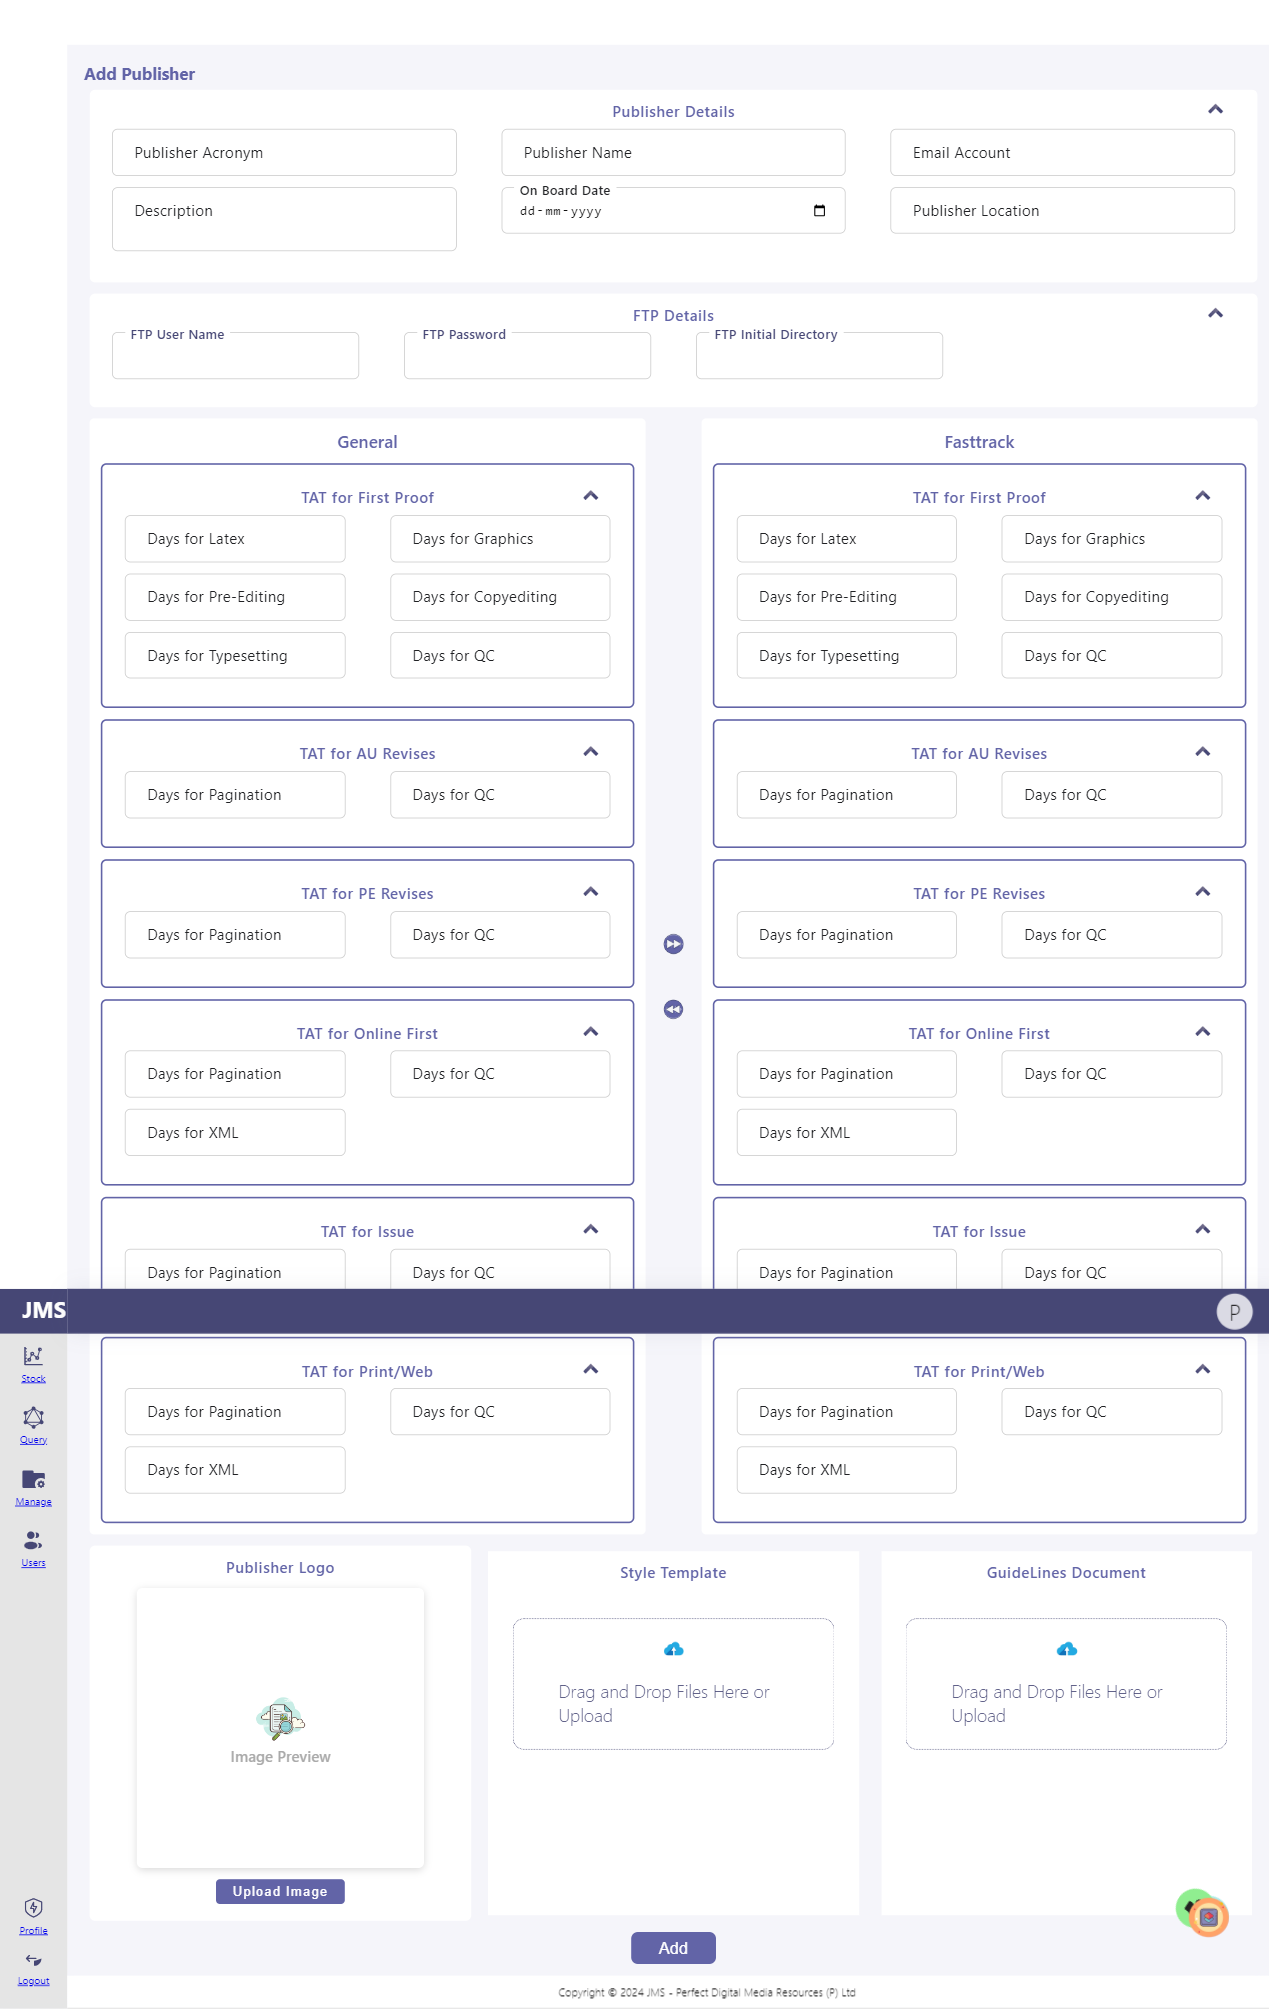 Add Publisher
Publisher Details
Publisher Acronym
Publisher Name
Email Account
Description
On Board Date
dd-mm-yyyy
Publisher Location
FTP Details
FTP User Name
FTP Password
FTP Initial Directory
General
TAT for First Proof
Days for Latex
Days for Graphics
Days for Pre-Editing
Days for Copyediting
Days for Typesetting
Days for QC
TAT for AU Revises
Days for Pagination
Days for QC
TAT for PE Revises
Days for Pagination
Days for QC
TAT for Online First
Days for Pagination
Days for QC
Days for XML
TAT for Issue
Days for Pagination
Days for QC
Fasttrack
TAT for First Proof
Days for Latex
Days for Graphics
Days for Pre-Editing
Days for Copyediting
Days for Typesetting
Days for QC
TAT for AU Revises
Days for Pagination
Days for QC
TAT for PE Revises
Days for Pagination
Days for QC
TAT for Online First
Days for Pagination
Days for QC
Days for XML
TAT for Issue
Days for Pagination
Days for QC
JMS
P
Stock
Query
Manage
Users
Profile
Logout
TAT for Print/Web
Days for Pagination
Days for QC
Days for XML
TAT for Print/Web
Days for Pagination
Days for QC
Days for XML
Publisher Logo
Image Preview
Upload Image
Style Template
Drag and Drop Files Here or
Upload
GuideLines Document
Drag and Drop Files Here or
Upload
Add
Copyright © 2024 JMS - Perfect Digital Media Resources (P) Ltd